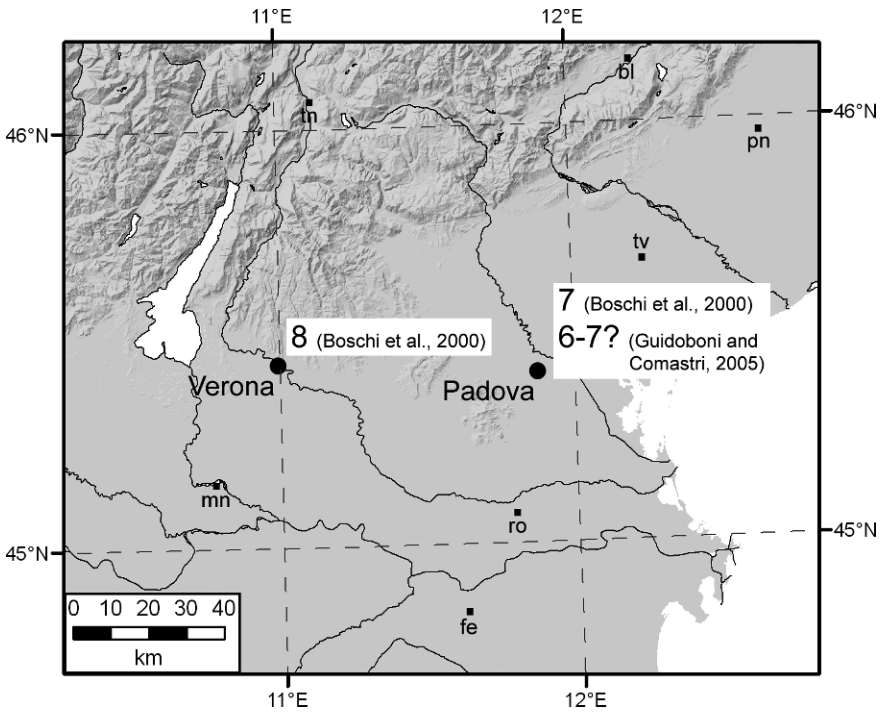 11°E 12°E
bl
tn
46°N 46°N
pn
tv
7 (Boschi et al., 2000)
8 (Boschi et al., 2000)
6-7? (Guidoboni and
Comastri, 2005)
Verona
Padova
mn
ro
45°N 45°N
0 10 20 30 40
km
fe
11°E 12°E